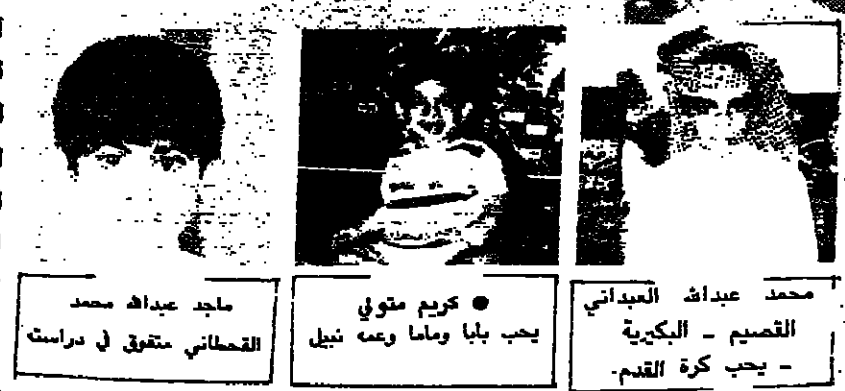 محمد عبدالله العبداني
القصيم ـ البكيرية
ـ يحب كرة القدم.
● كريم متولي
يحب بابا وماما وعمه نبيل
ماجد عبدالله محمد
القحطاني متفوق في دراسته